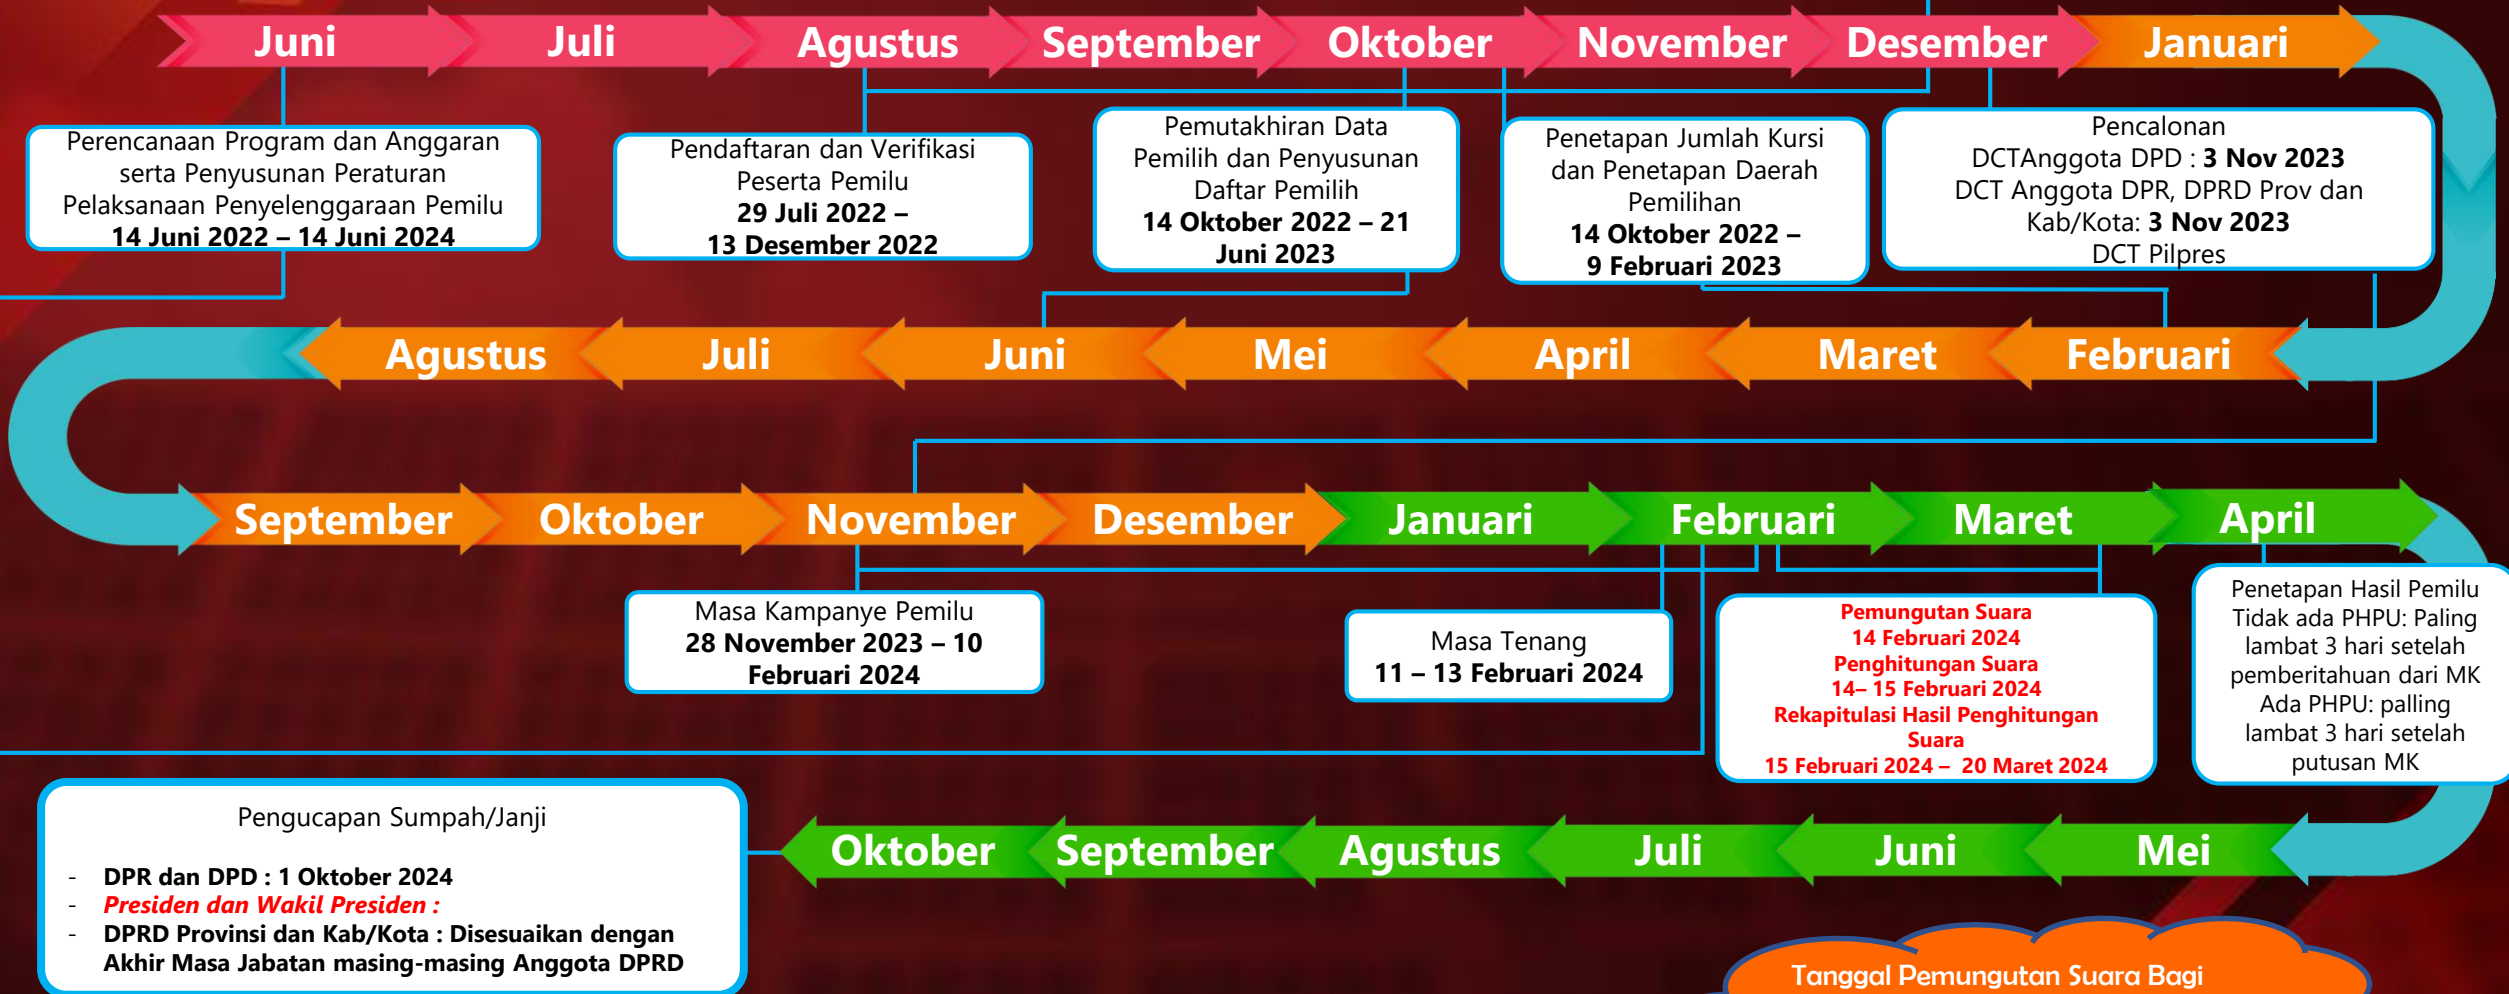 Juni
Juli
Agustus
September
Oktober
November
Desember
Januari
Perencanaan Program dan Anggaran
serta Penyusunan Peraturan
Pelaksanaan Penyelenggaraan Pemilu
14 Juni 2022 – 14 Juni 2024
Pendaftaran dan Verifikasi
Peserta Pemilu
29 Juli 2022 –
13 Desember 2022
Pemutakhiran Data
Pemilih dan Penyusunan
Daftar Pemilih
14 Oktober 2022 – 21
Juni 2023
Penetapan Jumlah Kursi
dan Penetapan Daerah
Pemilihan
14 Oktober 2022 –
9 Februari 2023
Pencalonan
DCTAnggota DPD : 3 Nov 2023
DCT Anggota DPR, DPRD Prov dan
Kab/Kota: 3 Nov 2023
DCT Pilpres
Agustus
Juli
Juni
Mei
April
Maret
Februari
September
Oktober
November
Desember
Januari
Februari
Maret
April
Masa Kampanye Pemilu
28 November 2023 – 10
Februari 2024
Masa Tenang
11 – 13 Februari 2024
Pemungutan Suara
14 Februari 2024
Penghitungan Suara
14– 15 Februari 2024
Rekapitulasi Hasil Penghitungan
Suara
15 Februari 2024 –  20 Maret 2024
Penetapan Hasil Pemilu
Tidak ada PHPU: Paling
lambat 3 hari setelah
pemberitahuan dari MK
Ada PHPU: palling
lambat 3 hari setelah
putusan MK
Pengucapan Sumpah/Janji
- DPR dan DPD : 1 Oktober 2024
- Presiden dan Wakil Presiden :
- DPRD Provinsi dan Kab/Kota : Disesuaikan dengan
Akhir Masa Jabatan masing-masing Anggota DPRD
Oktober
September
Agustus
Juli
Juni
Mei
Tanggal Pemungutan Suara Bagi